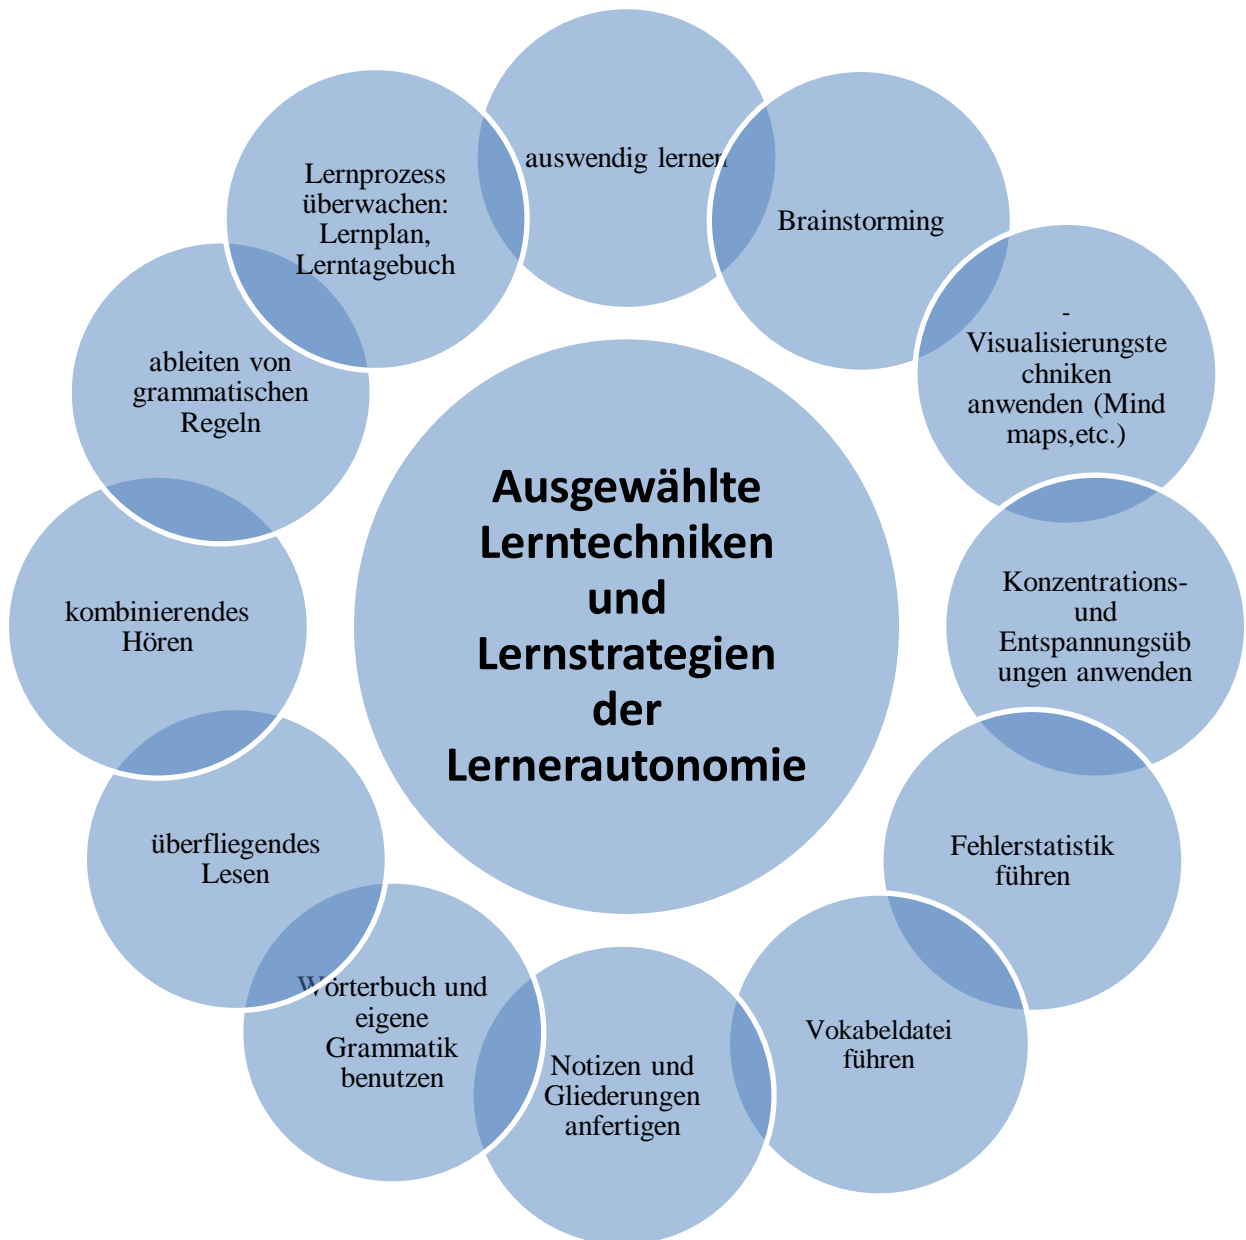 auswendig lernen
Brainstorming
-
Visualisierungste
chniken
anwenden (Mind
maps,etc.)
Konzentrations-
und
Entspannungsüb
ungen anwenden
Fehlerstatistik
führen
Vokabeldatei
führen
Notizen und
Gliederungen
anfertigen
Wörterbuch und
eigene
Grammatik
benutzen
überfliegendes
Lesen
kombinierendes
Hören
ableiten von
grammatischen
Regeln
Lernprozess
überwachen:
Lernplan,
Lerntagebuch
Ausgewählte
Lerntechniken
und
Lernstrategien
der
Lernerautonomie